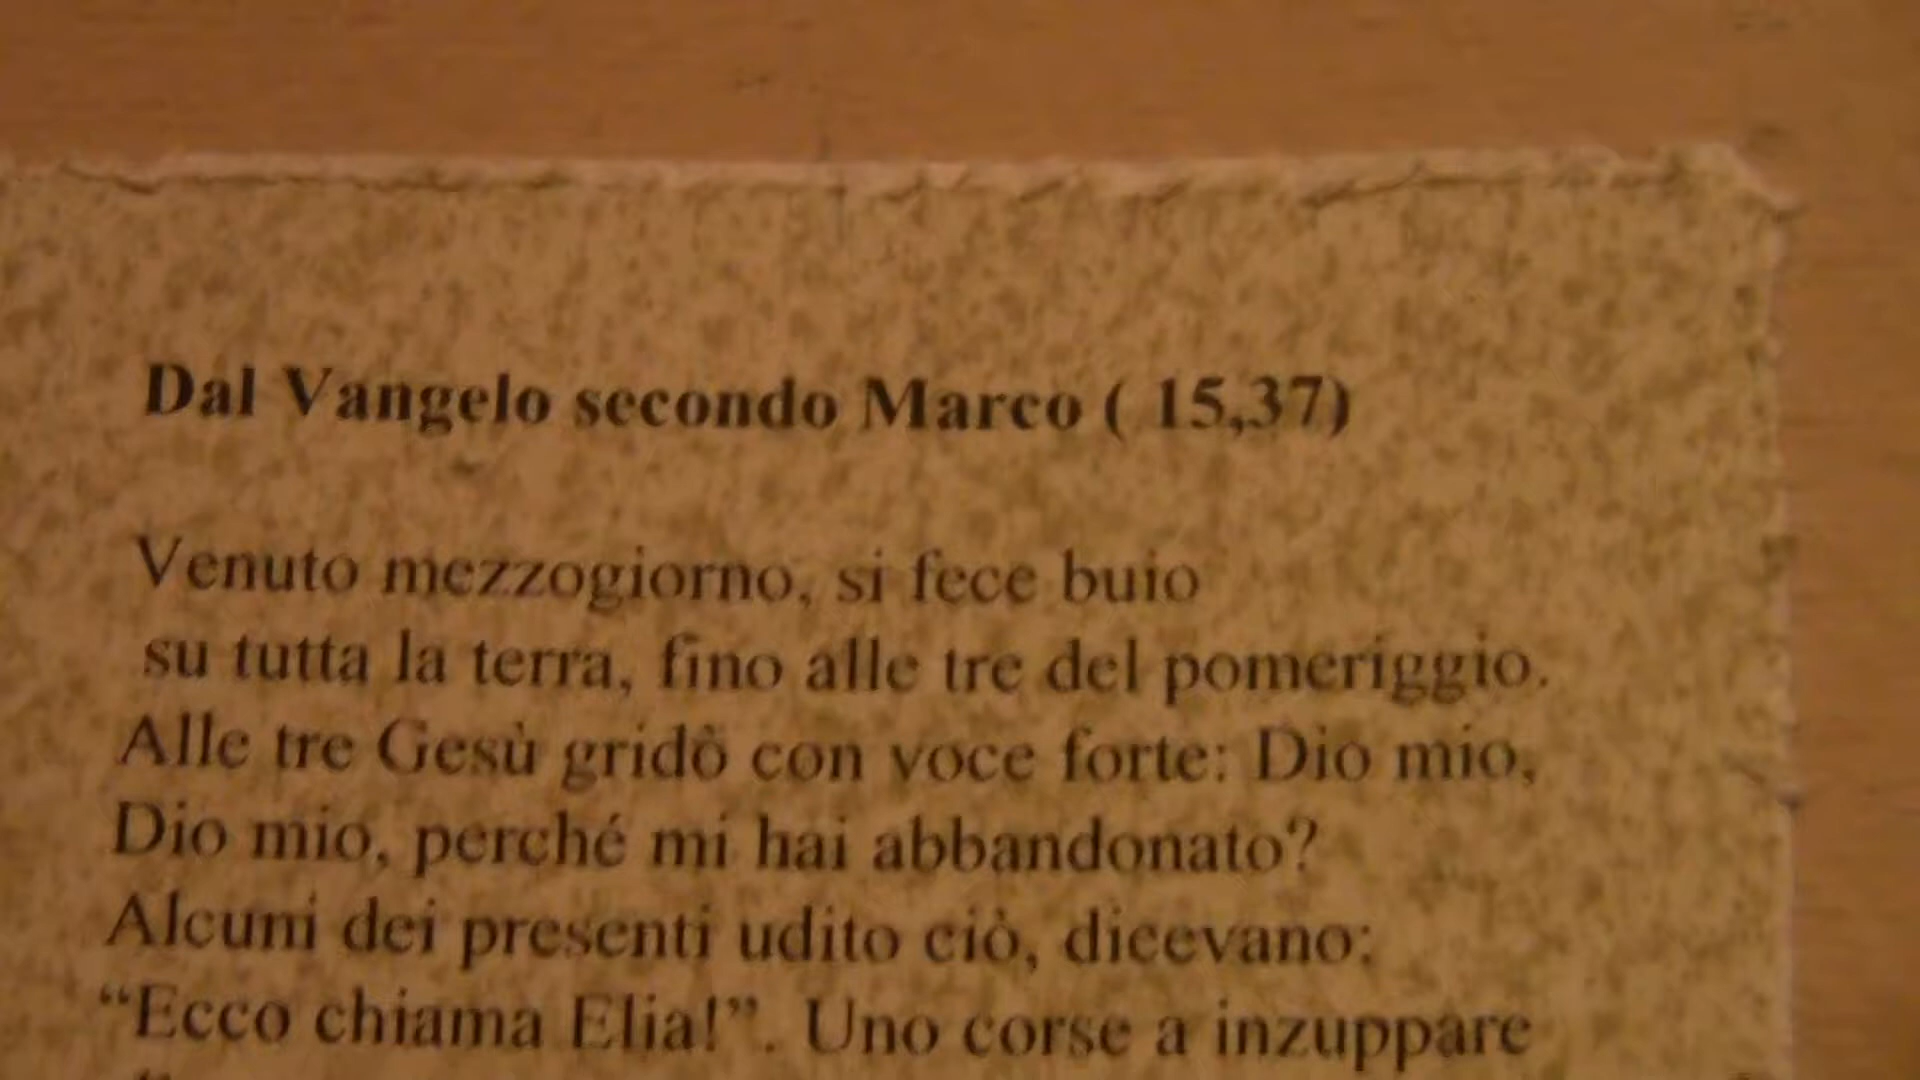 Dal Vangelo secondo Marco ( 15,37)
Venuto mezzogiorno, si fece buio
su tutta la terra, fino alle tre del pomeriggio.
Alle tre Gesù gridò con voce forte: Dio mio,
Dio mio, perché mi hai abbandonato?
Alcuni dei presenti udito ciò, dicevano:
“Ecco chiama Elia!”. Uno corse a inzuppare